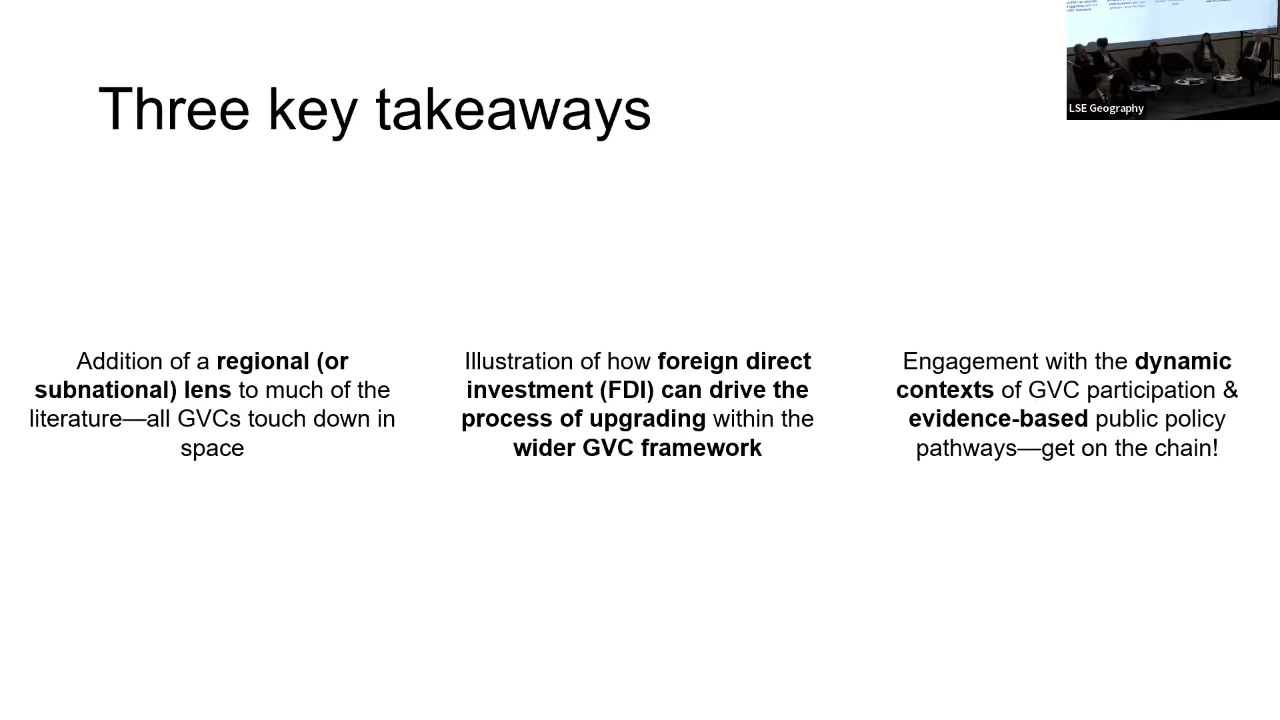 Three key takeaways
LSE Geography
Addition of a regional (or
subnational) lens to much of the
literature—all GVCs touch down in
space
Illustration of how foreign direct
investment (FDI) can drive the
process of upgrading within the
wider GVC framework
Engagement with the dynamic
contexts of GVC participation &
evidence-based public policy
pathways—get on the chain!